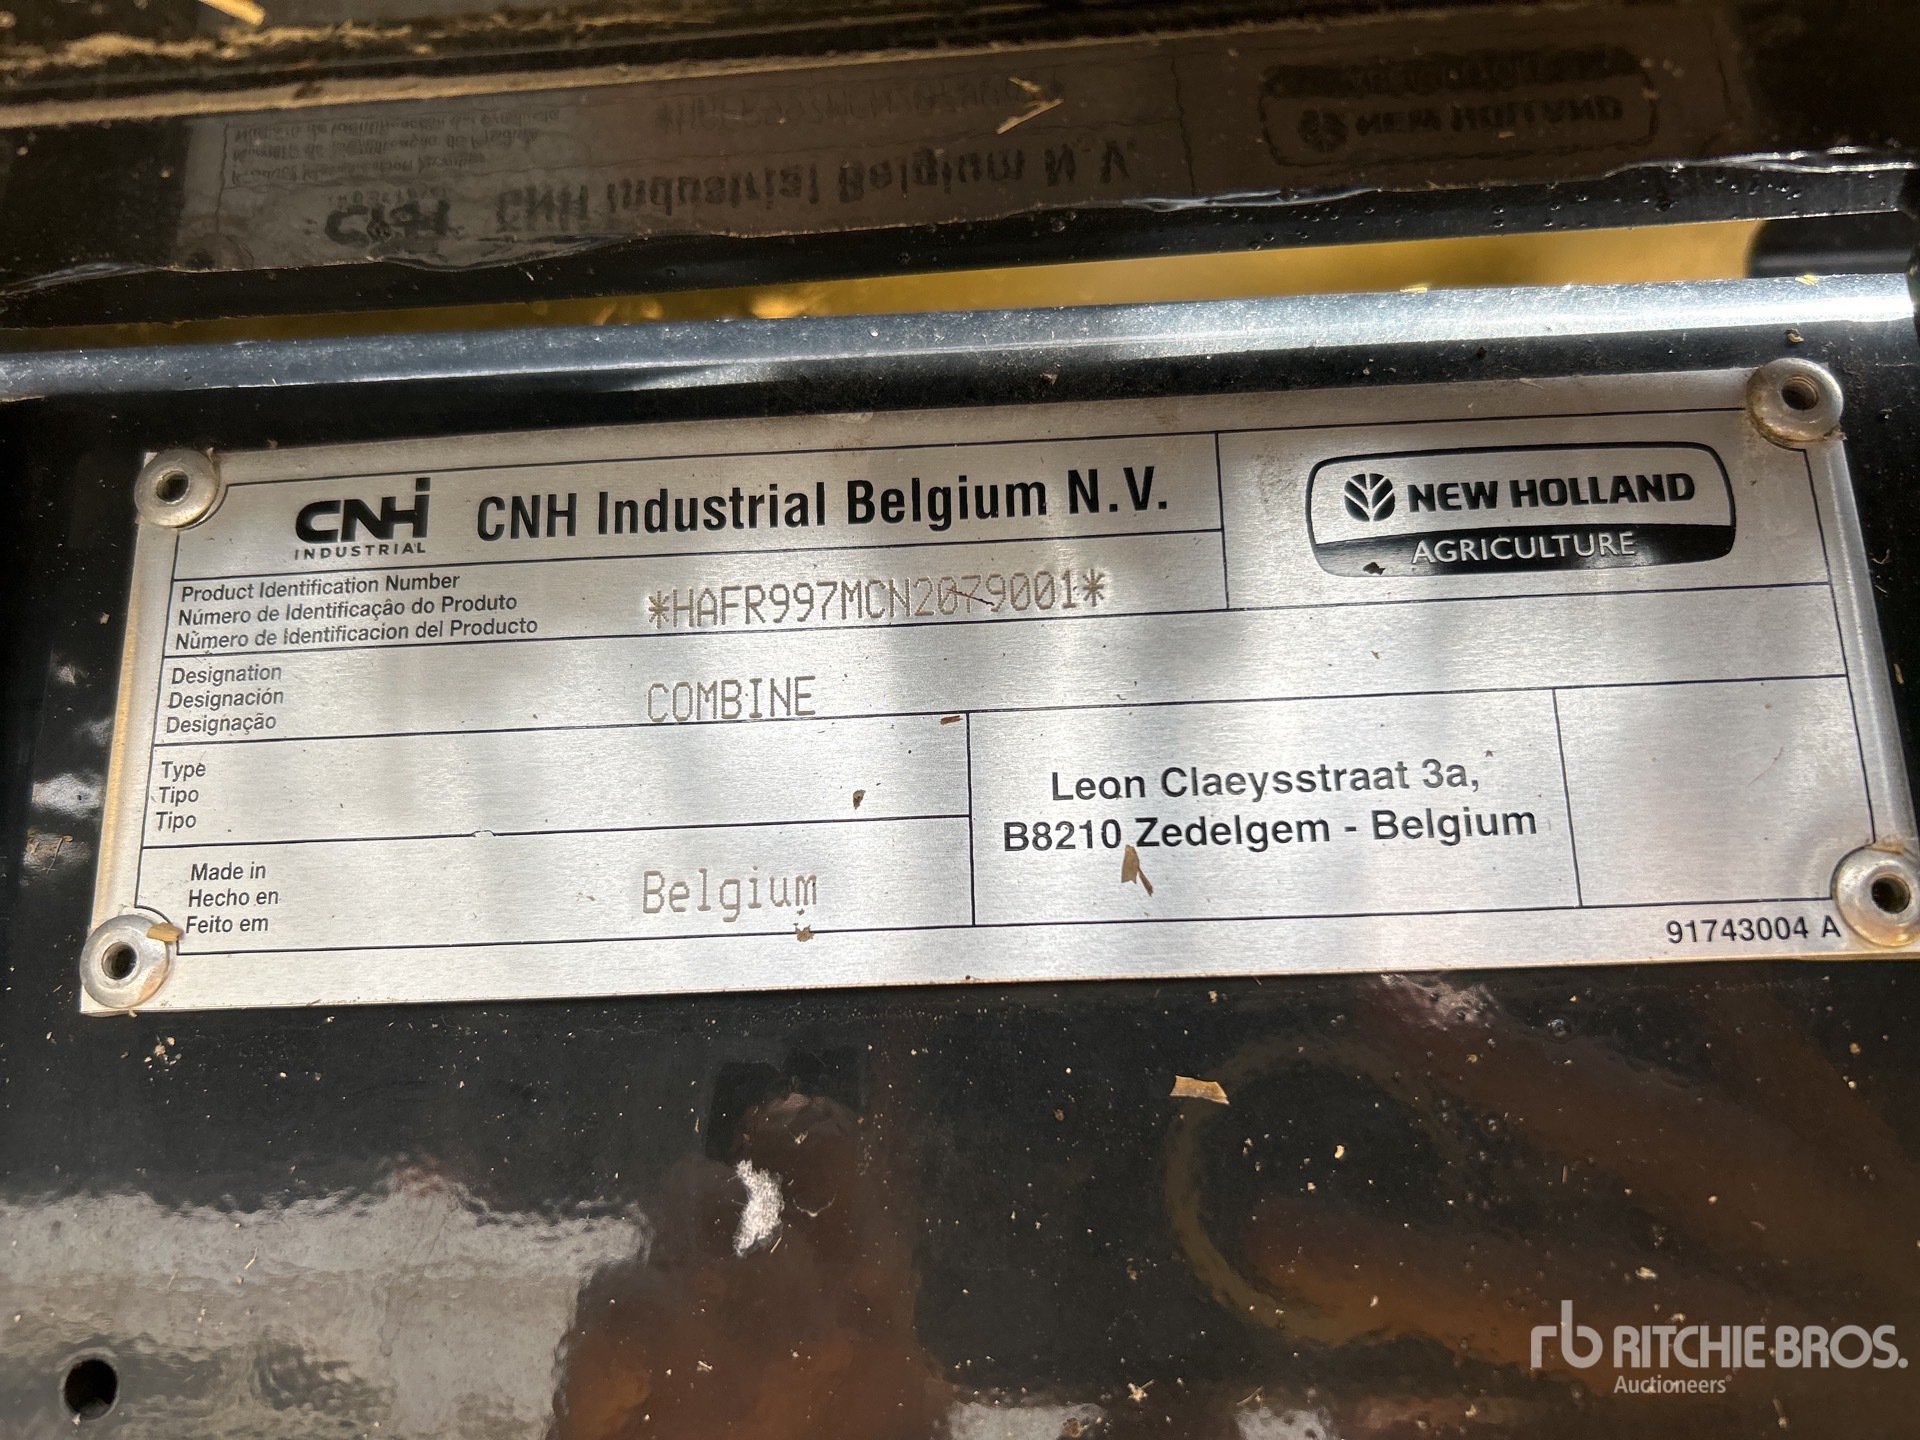 CNH INDUSTRIAL
CNH Industrial Belgium N.V.
NEW HOLLAND
AGRICULTURE
Product Identification Number
Número de Identificação do Produto
Nùmero de Identificacion del Producto
*HAFR997MCN2079001*
Designation
Designación
Designação
COMBINE
Type
Tipo
Tipo
Leon Claeysstraat 3a,
B8210 Zedelgem - Belgium
Made in
Hecho en
Feito em
Belgium
91743004 A
rb RITCHIE BROS.
Auctioneers